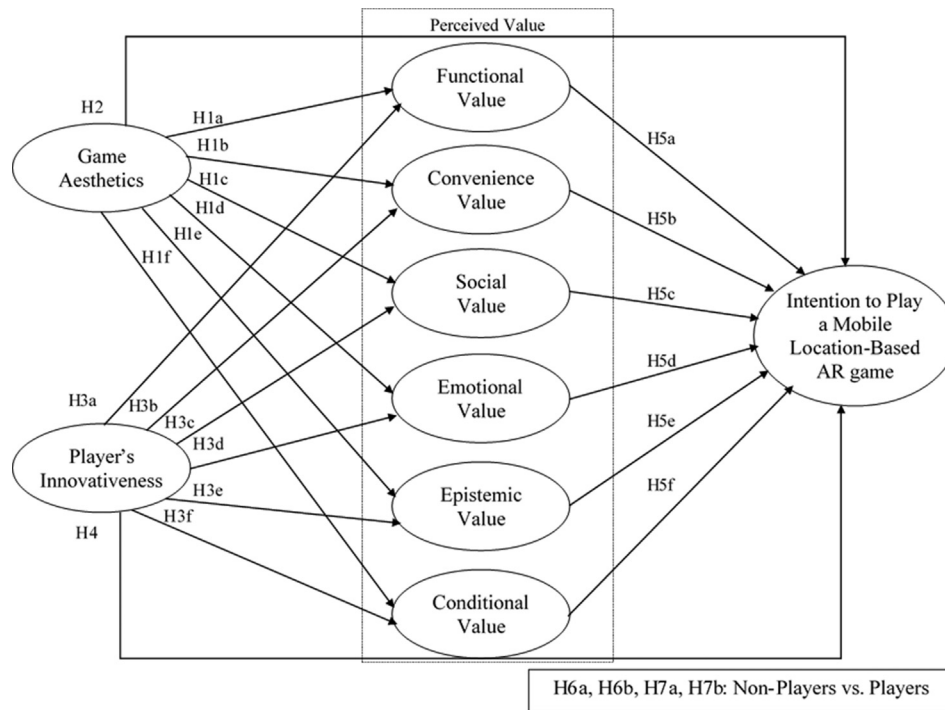 Perceived Value
Functional
Value
H2
H1a
H5a
Game
Aesthetics
H1b
Convenience
Value
H1c
H5b
H1d
H1e
H1f
Social
Value
H5c
Intention to Play
a Mobile
Location-Based
AR game
H3a
H3b
Emotional
Value
H5d
H3c
H3d
H5e
Player's
Innovativeness
H3e
Epistemic
Value
H5f
H3f
H4
Conditional
Value
H6a, H6b, H7a, H7b: Non-Players vs. Players